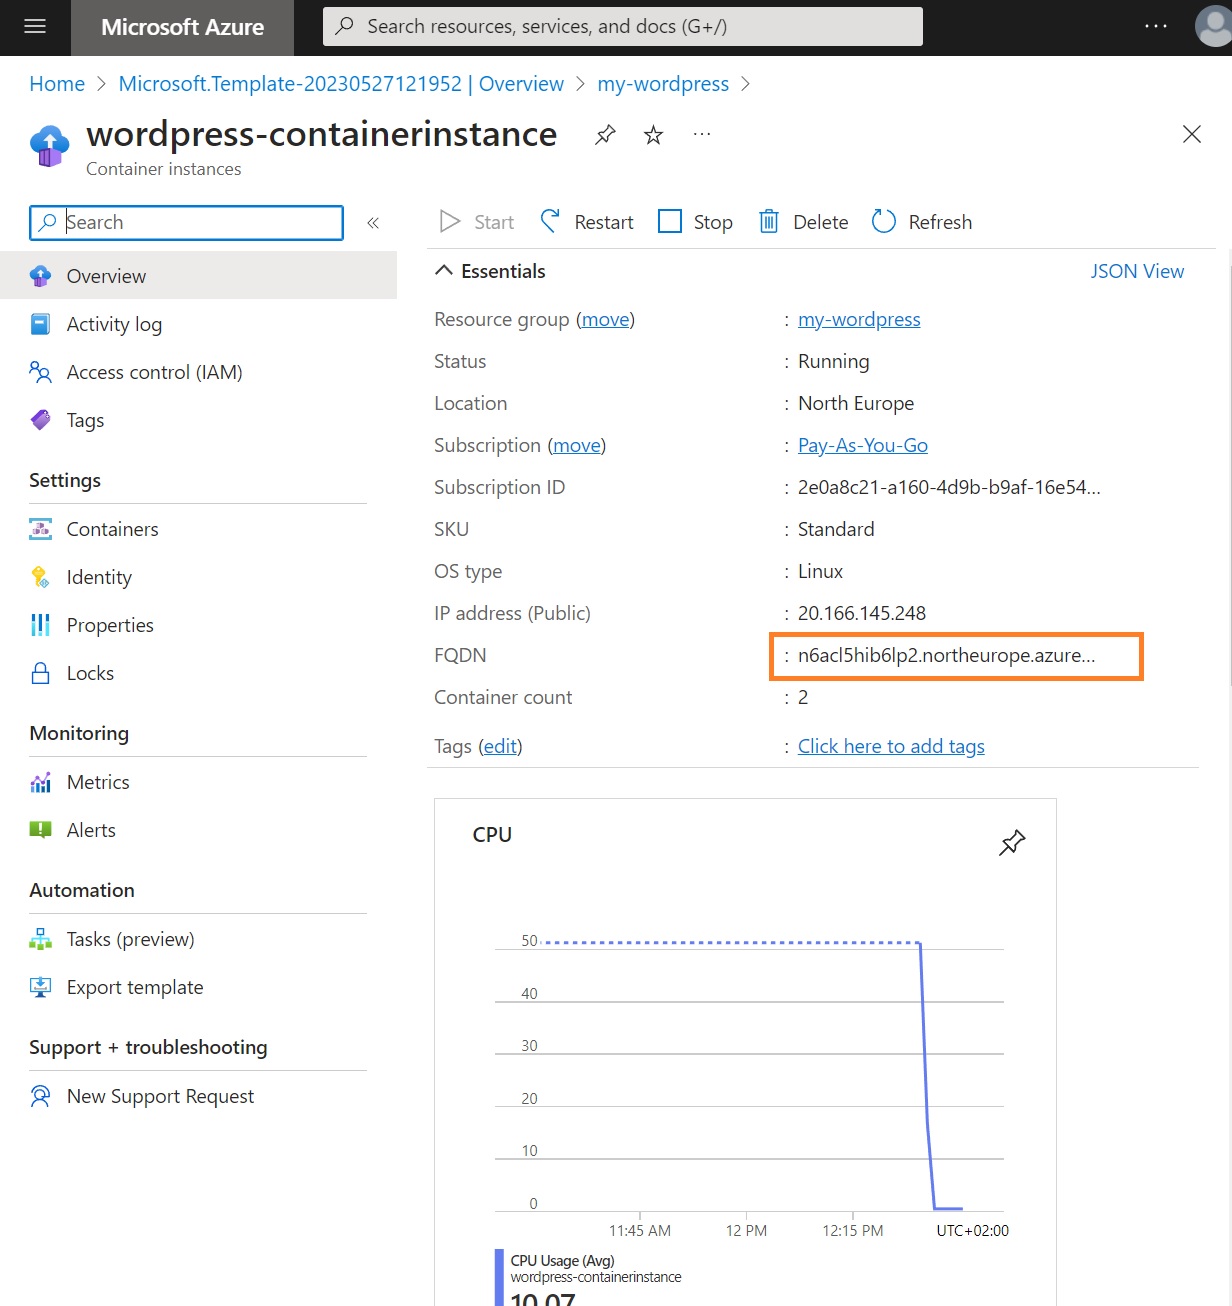 Microsoft Azure
Search resources, services, and docs (G+/)
Home > Microsoft.Template-20230527121952 | Overview > my-wordpress >
wordpress-containerinstance
Container instances
Search
Overview
Activity log
Access control (IAM)
Tags
Settings
Containers
Identity
Properties
Locks
Monitoring
Metrics
Alerts
Automation
Tasks (preview)
Export template
Support + troubleshooting
New Support Request
Start Restart Stop Delete Refresh
Essentials JSON View
Resource group (move) : my-wordpress
Status : Running
Location : North Europe
Subscription (move) : Pay-As-You-Go
Subscription ID : 2e0a8c21-a160-4d9b-b9af-16e54...
SKU : Standard
OS type : Linux
IP address (Public) : 20.166.145.248
FQDN : n6acl5hib6lp2.northeurope.azure...
Container count : 2
Tags (edit) : Click here to add tags
CPU
50
40
30
20
10
0
11:45 AM 12 PM 12:15 PM UTC+02:00
CPU Usage (Avg)
wordpress-containerinstance
10.07